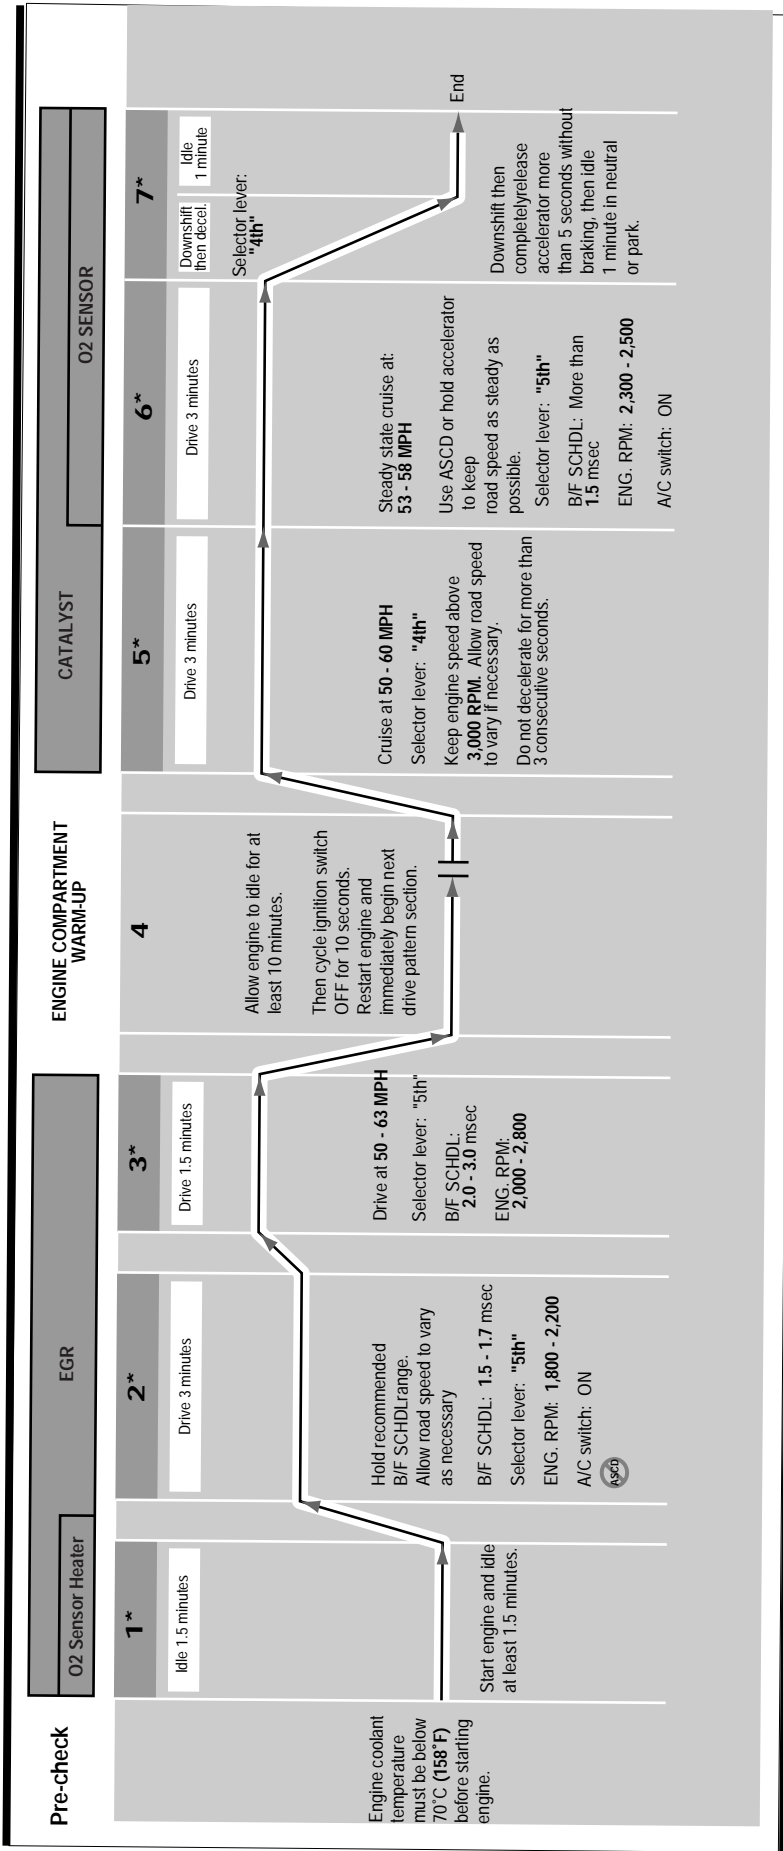 Pre-check
O2 Sensor Heater
EGR
ENGINE COMPARTMENT
WARM-UP
CATALYST
O2 SENSOR
Engine coolant
temperature
must be below
70˚C (158˚F)
before starting
engine.
1*
Idle 1.5 minutes
Start engine and idle
at least 1.5 minutes.
2*
Drive 3 minutes
Hold recommended
B/F SCHDLrange.
Allow road speed to vary
as necessary
B/F SCHDL: 1.5 - 1.7 msec
Selector lever: "5th"
ENG. RPM: 1,800 - 2,200
A/C switch: ON
ASCD
3*
Drive 1.5 minutes
Drive at 50 - 63 MPH
Selector lever: "5th"
B/F SCHDL:
2.0 - 3.0 msec
ENG. RPM:
2,000 - 2,800
4
Allow engine to idle for at
least 10 minutes.
Then cycle ignition switch
OFF for 10 seconds.
Restart engine and
immediately begin next
drive pattern section.
5*
Drive 3 minutes
Cruise at 50 - 60 MPH
Selector lever: "4th"
Keep engine speed above
3,000 RPM. Allow road speed
to vary if necessary.
Do not decelerate for more than
3 consecutive seconds.
6*
Drive 3 minutes
Steady state cruise at:
53 - 58 MPH
Use ASCD or hold accelerator
to keep
road speed as steady as
possible.
Selector lever: "5th"
B/F SCHDL: More than
1.5 msec
ENG. RPM: 2,300 - 2,500
A/C switch: ON
7*
Downshift
then decel.
Idle
1 minute
Selector lever:
"4th"
End
Downshift then
completelyrelease
accelerator more
than 5 seconds without
braking, then idle
1 minute in neutral
or park.